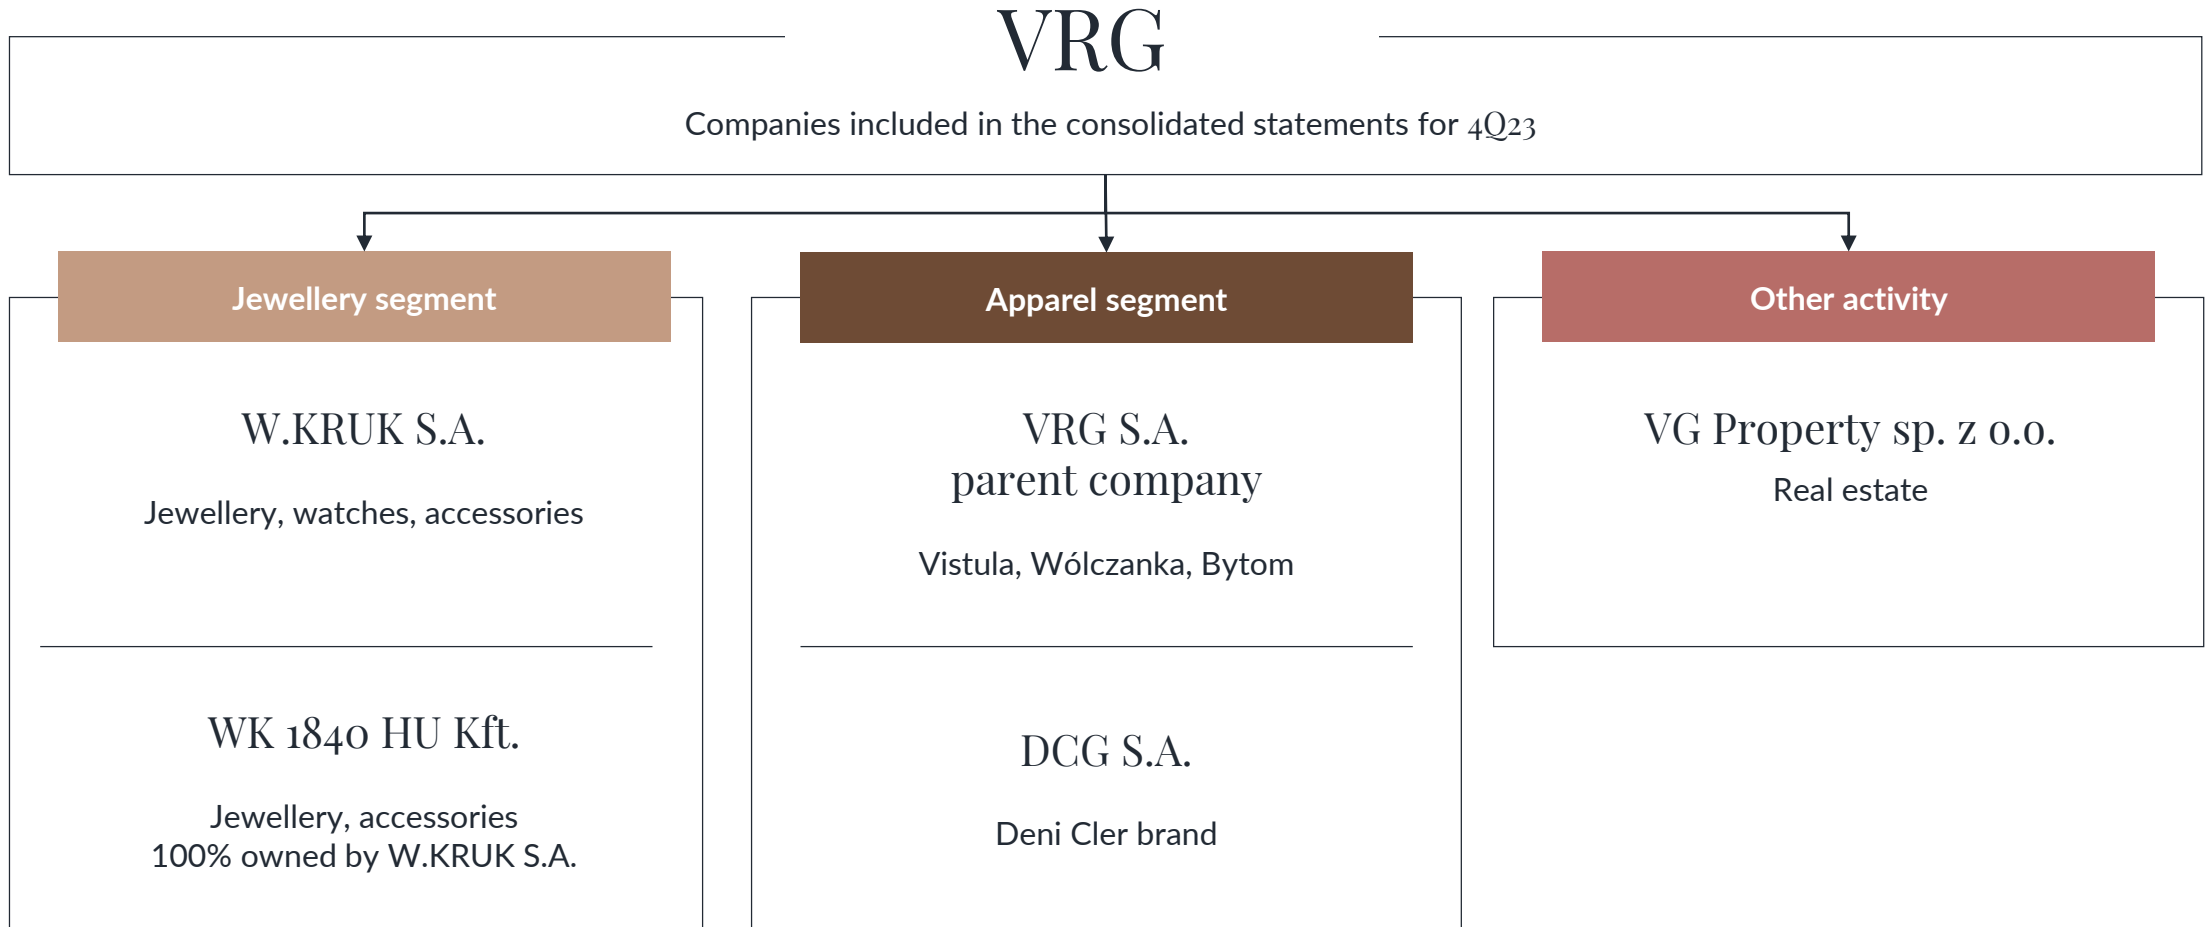 VRG
Companies included in the consolidated statements for 4Q23
Jewellery segment
W.KRUK S.A.
Jewellery, watches, accessories
WK 1840 HU Kft.
Jewellery, accessories
100% owned by W.KRUK S.A.
Apparel segment
VRG S.A.
parent company
Vistula, Wólczanka, Bytom
DCG S.A.
Deni Cler brand
Other activity
VG Property sp. z o.o.
Real estate